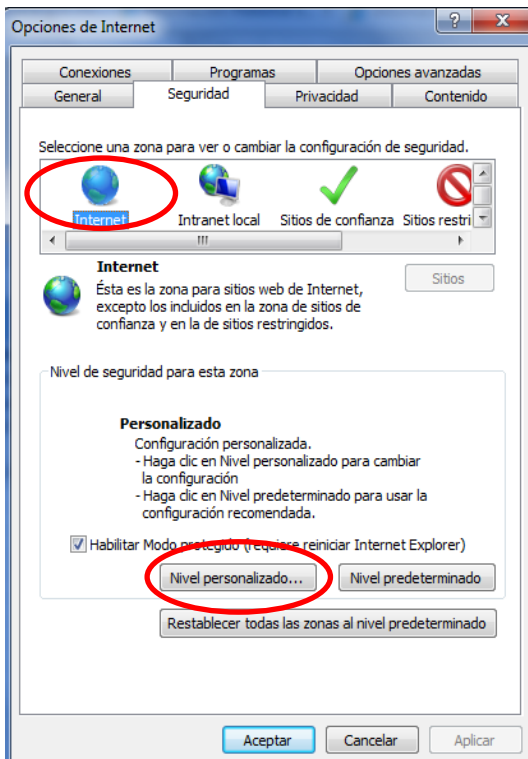 Opciones de Internet
?
X
Conexiones Programas Opciones avanzadas
General Seguridad Privacidad Contenido
Seleccione una zona para ver o cambiar la configuración de seguridad.
Internet Intranet local Sitios de confianza Sitios restri
Internet
Ésta es la zona para sitios web de Internet,
excepto los incluidos en la zona de sitios de
confianza y en la de sitios restringidos.
Sitios
Nivel de seguridad para esta zona
Personalizado
Configuración personalizada.
- Haga clic en Nivel personalizado para cambiar
la configuración
- Haga clic en Nivel predeterminado para usar la
configuración recomendada.
Habilitar Modo protegido (requiere reiniciar Internet Explorer)
Nivel personalizado... Nivel predeterminado
Restablecer todas las zonas al nivel predeterminado
Aceptar Cancelar Aplicar